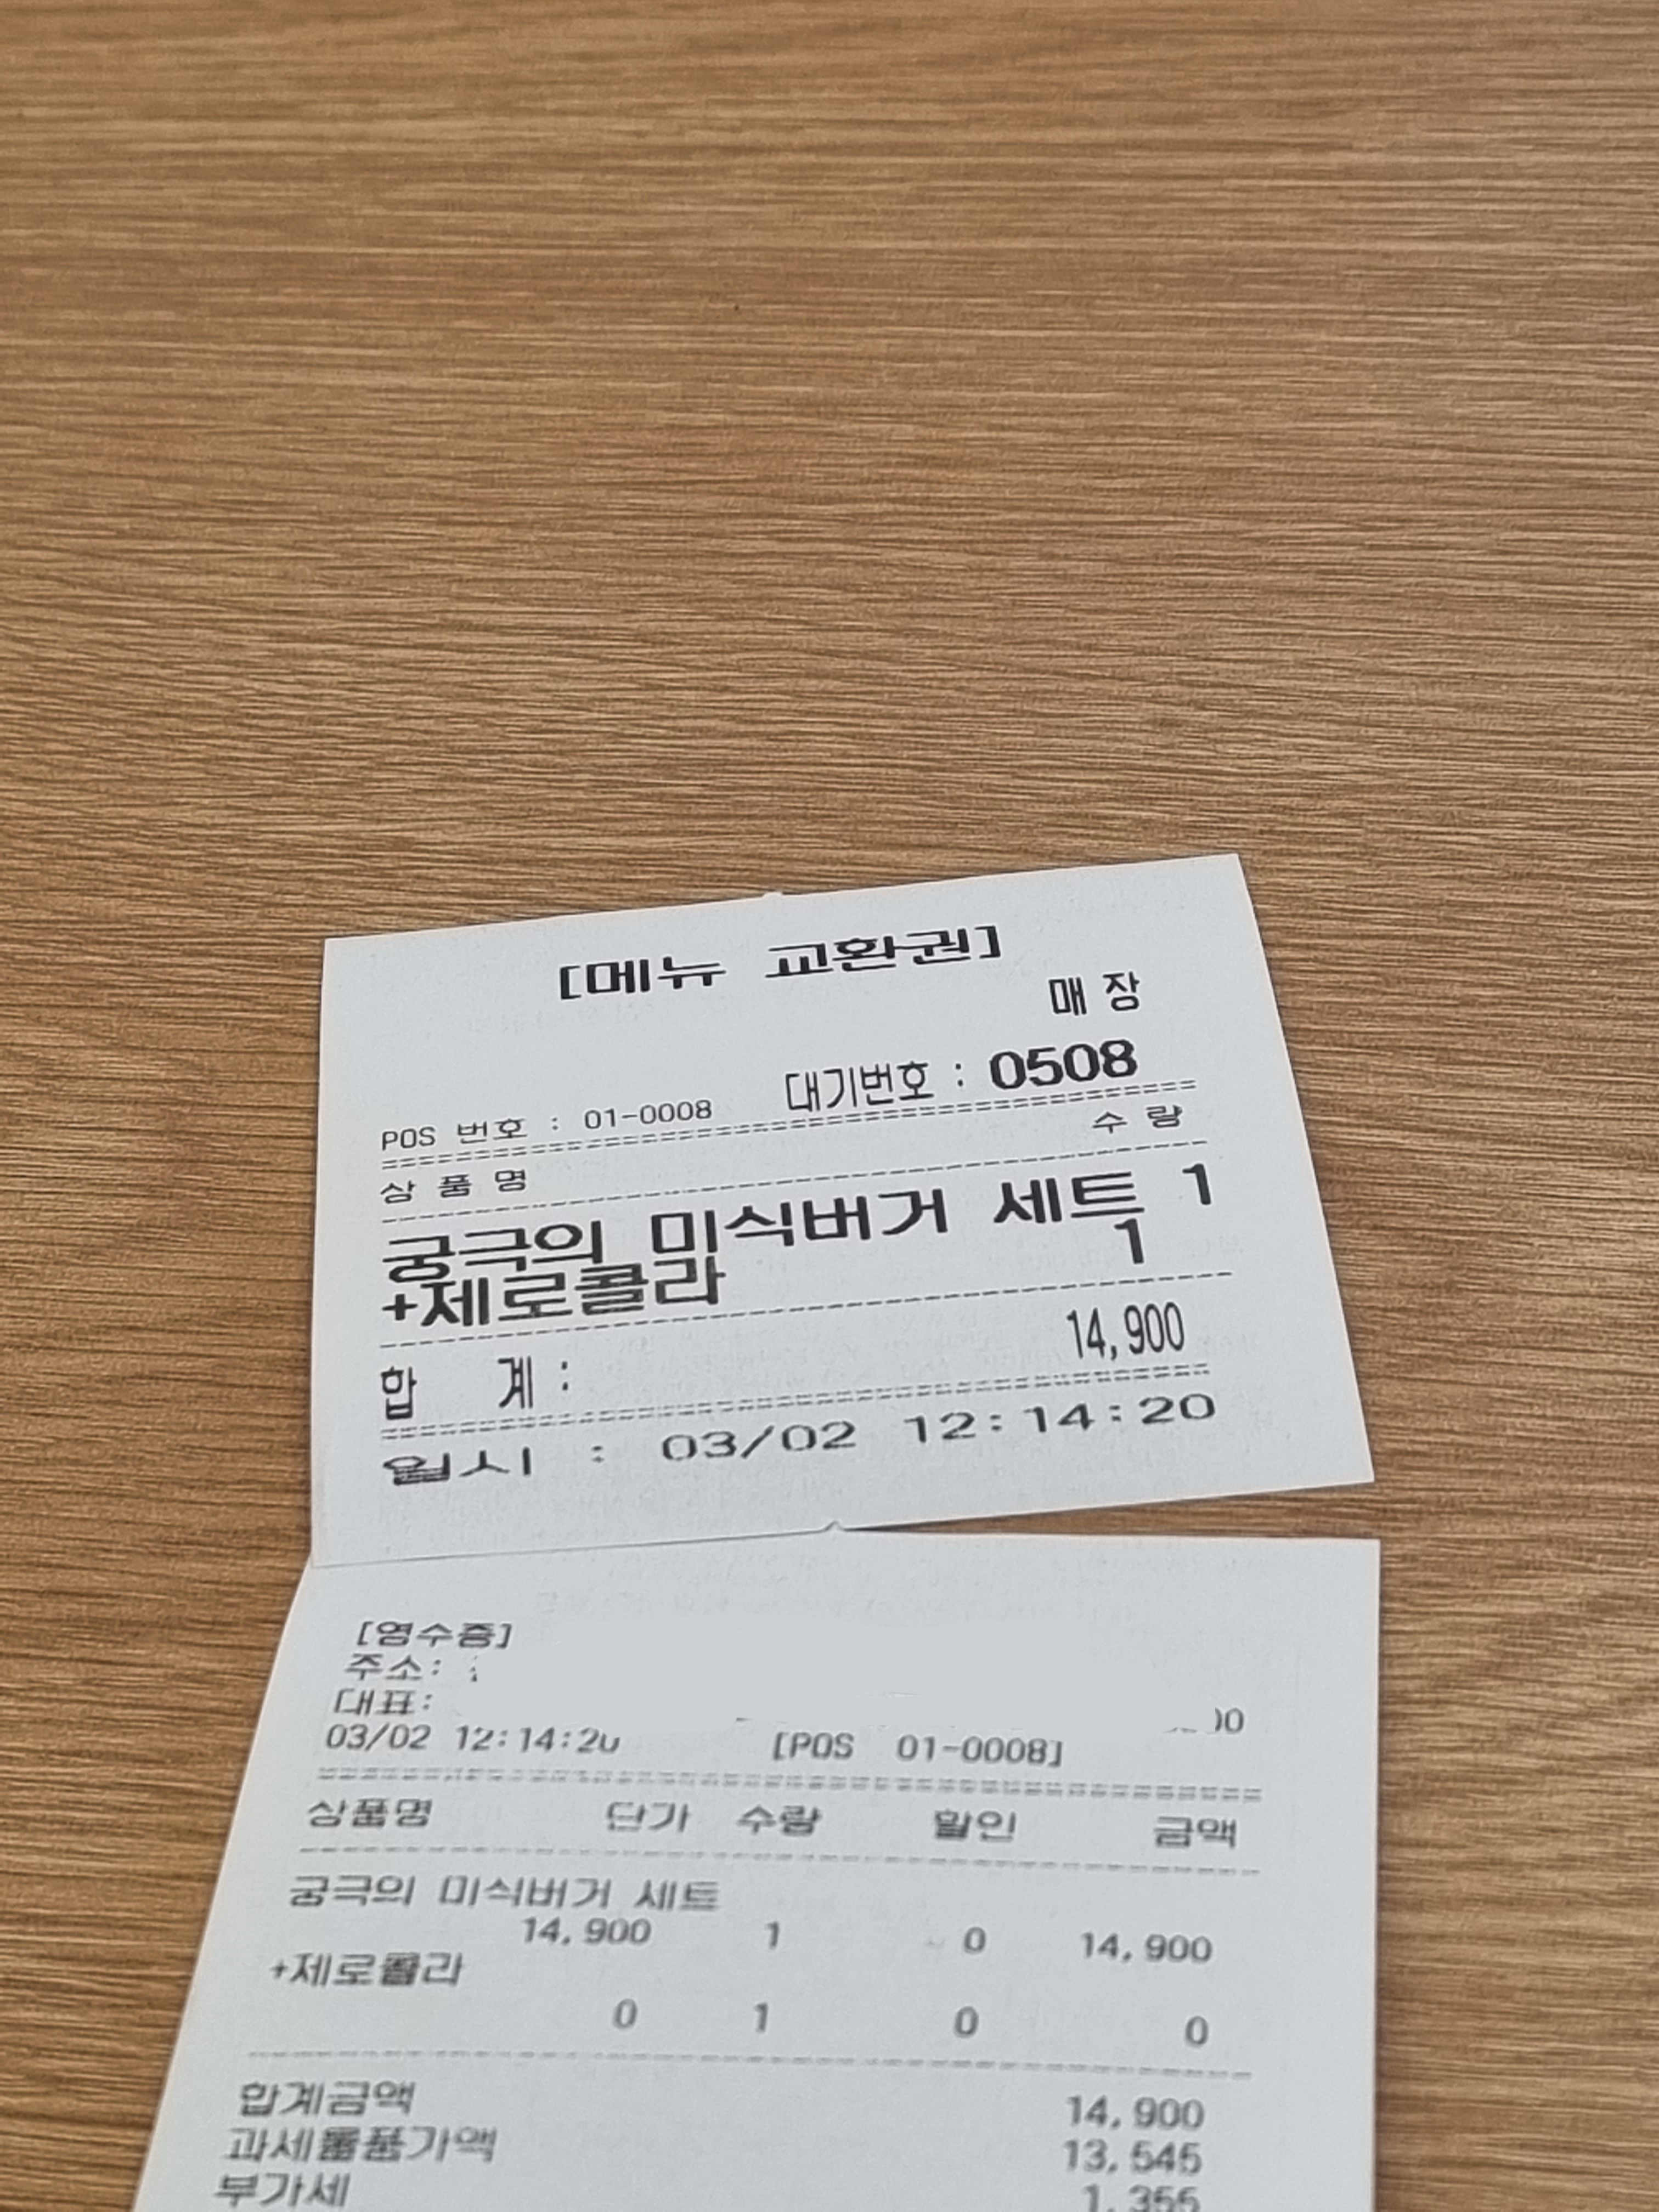 [메뉴 교환권]
매 장
POS 번호 : 01-0008 대기번호 : 0508
상 품 명 수 량
궁극의 미식버거 세트 1
+제로콜라 1
합 계 : 14,900
일시 : 03/02 12:14:20
[영수증]
주소:
대표:
03/02 12:14:20 [POS 01-0008]
상품명 단가 수량 할인 금액
궁극의 미식버거 세트
14,900 1 0 14,900
+제로콜라
0 1 0 0
합계금액 14,900
과세물품가액 13,545
부가세 1,355